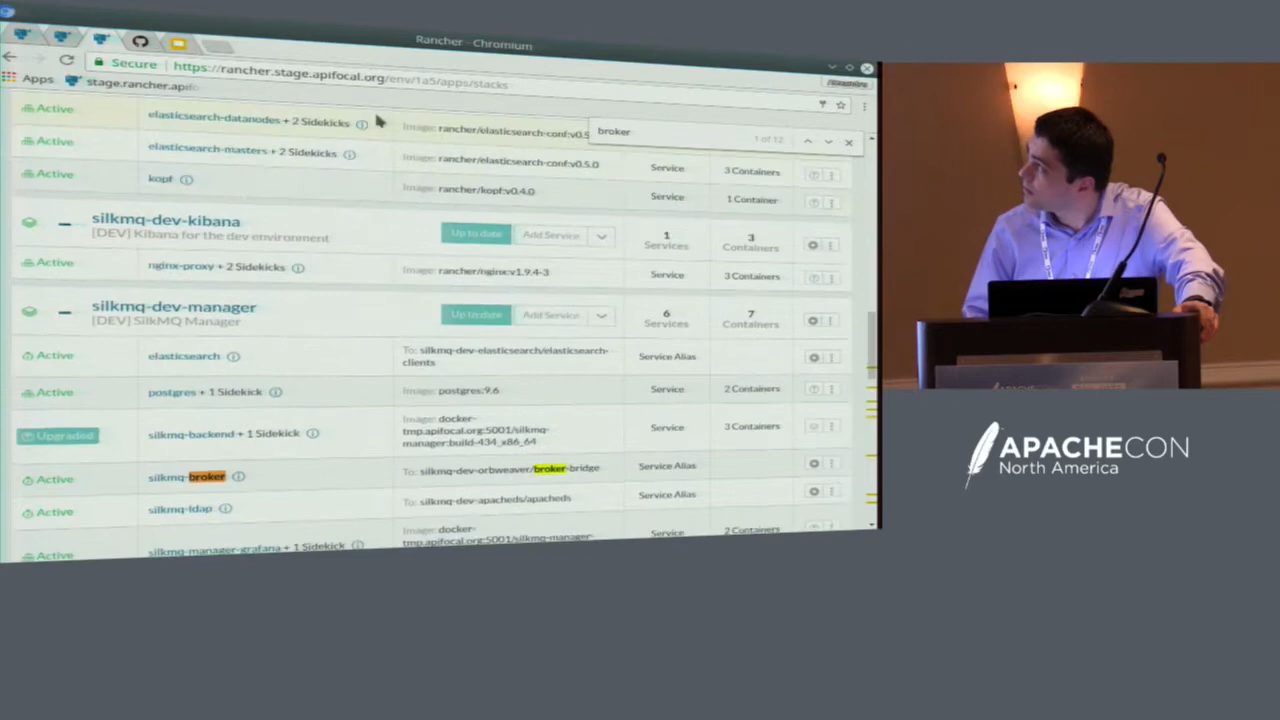 Rancher - Chromium
Secure https://rancher.stage.apifocal.org/env/1a5/apps/stacks
Apps stage.rancher.apifo
broker 1 of 12
Active elasticsearch-datanodes + 2 Sidekicks Image: rancher/elasticsearch-conf:v0.5
Active elasticsearch-masters + 2 Sidekicks Image: rancher/elasticsearch-conf:v0.5.0 Service 3 Containers
Active kopf Image: rancher/kopf:v0.4.0 Service 1 Container
silkmq-dev-kibana Up to date Add Service 1 Services 3 Containers
[DEV] Kibana for the dev environment
Active nginx-proxy + 2 Sidekicks Image: rancher/nginx:v1.9.4-3 Service 3 Containers
silkmq-dev-manager Up to date Add Service 6 Services 7 Containers
[DEV] SilkMQ Manager
Active elasticsearch To: silkmq-dev-elasticsearch/elasticsearch- Service Alias
clients
Active postgres + 1 Sidekick Image: postgres:9.6 Service 2 Containers
Upgraded silkmq-backend + 1 Sidekick Image: docker- Service 3 Containers
tmp.apifocal.org:5001/silkmq-
manager:build-434_x86_64
Active silkmq-broker To: silkmq-dev-orbweaver/broker-bridge Service Alias
Active silkmq-ldap To: silkmq-dev-apacheds/apacheds Service Alias
Active silkmq-manager-grafana + 1 Sidekick Image: docker- Service 2 Containers
tmp.apifocal.org:5001/silkmq-manager-
APACHECON
North America